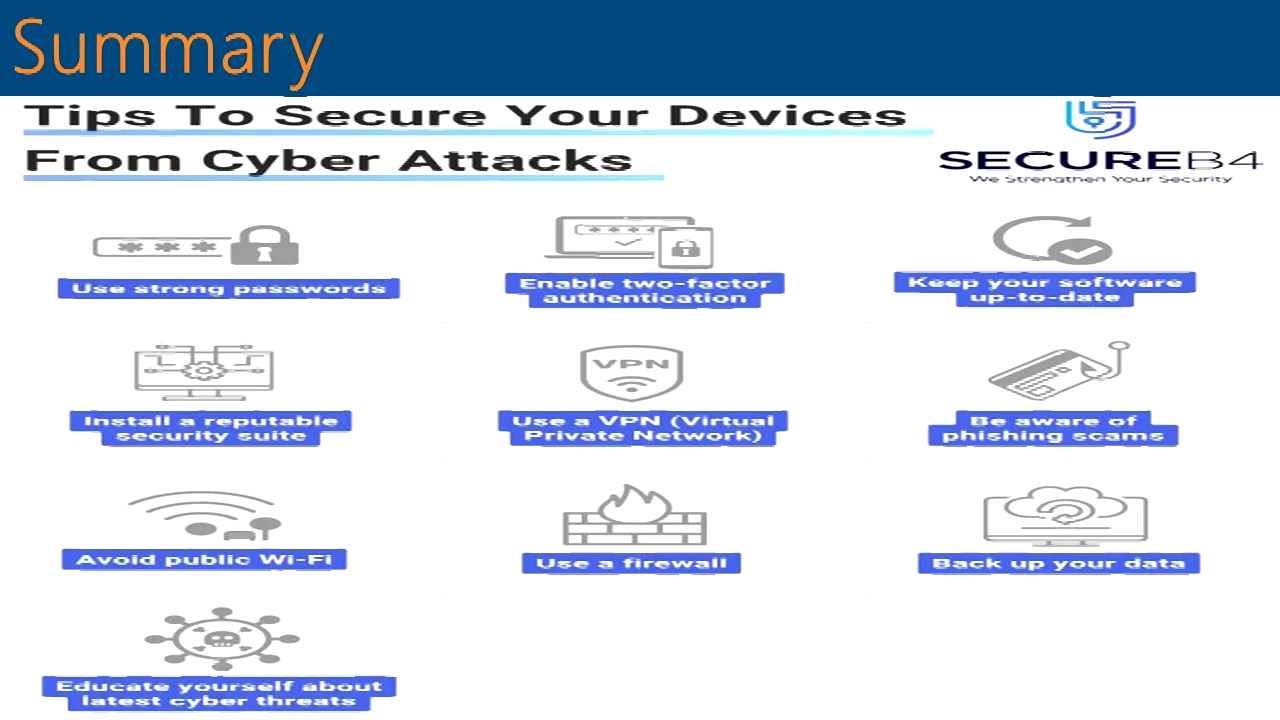 Summary
Tips To Secure Your Devices
From Cyber Attacks
SECUREB4
We Strengthen Your Security
***
Use strong passwords
****
Enable two-factor
authentication
Keep your software
up-to-date
Install a reputable
security suite
VPN
Use a VPN (Virtual
Private Network)
Be aware of
phishing scams
Avoid public Wi-Fi
Use a firewall
Back up your data
Educate yourself about
latest cyber threats